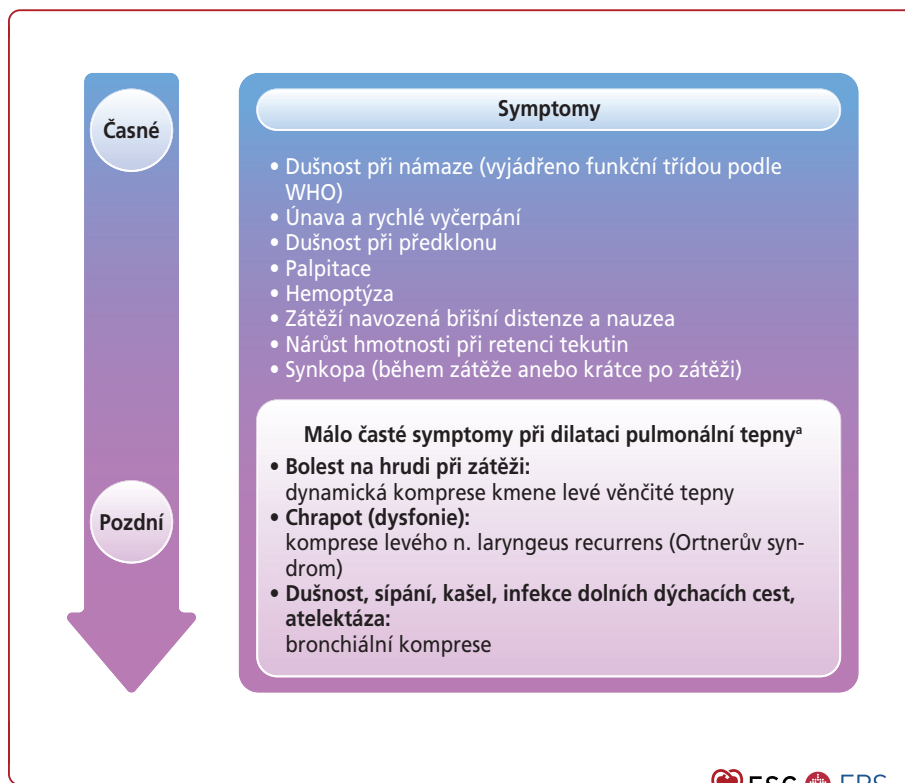 Časné
Symptomy
• Dušnost při námaze (vyjádřeno funkční třídou podle
WHO)
• Únava a rychlé vyčerpání
• Dušnost při předklonu
• Palpitace
• Hemoptýza
• Zátěží navozená břišní distenze a nauzea
• Nárůst hmotnosti při retenci tekutin
• Synkopa (během zátěže anebo krátce po zátěži)
Málo časté symptomy při dilataci pulmonální tepnyᵃ
• Bolest na hrudi při zátěži:
dynamická komprese kmene levé věnčité tepny
Pozdní
• Chrapot (dysfonie):
komprese levého n. laryngeus recurrens (Ortnerův syn-
drom)
• Dušnost, sípání, kašel, infekce dolních dýchacích cest,
atelektáza:
bronchiální komprese
ESC ERS